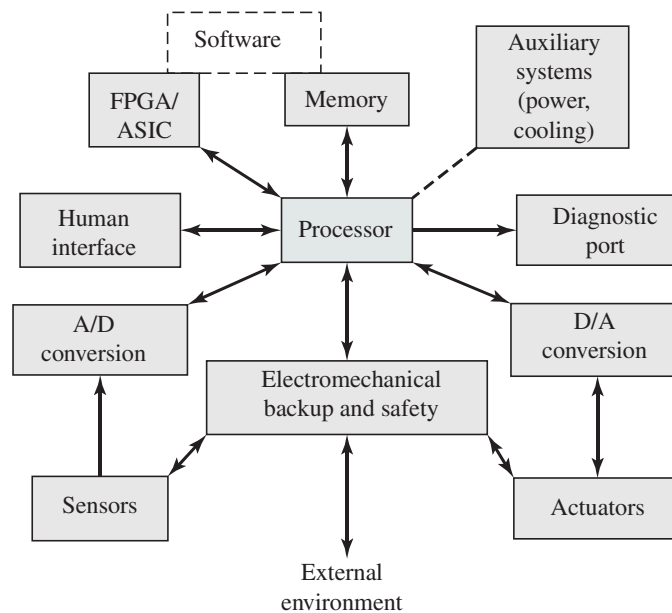 Software
Auxiliary
systems
(power,
cooling)
FPGA/
ASIC
Memory
Human
interface
Processor
Diagnostic
port
A/D
conversion
D/A
conversion
Electromechanical
backup and safety
Sensors
Actuators
External
environment